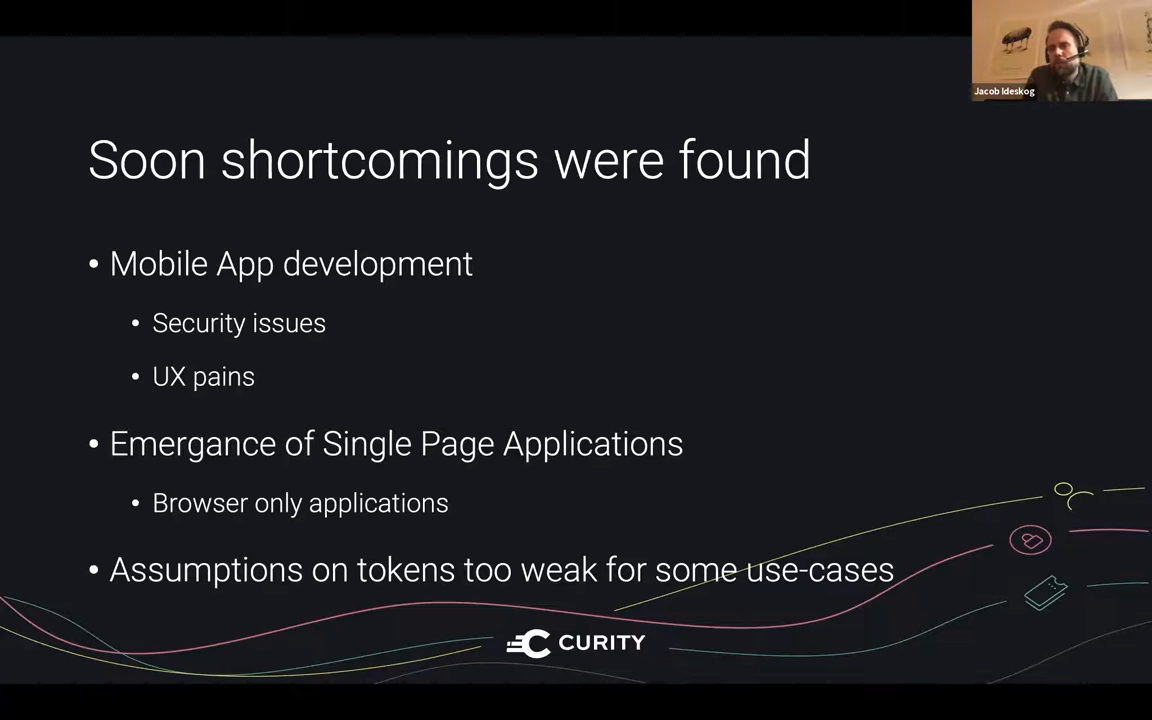 Jacob Ideskog
Soon shortcomings were found
• Mobile App development
• Security issues
• UX pains
• Emergance of Single Page Applications
• Browser only applications
• Assumptions on tokens too weak for some use-cases
CURITY